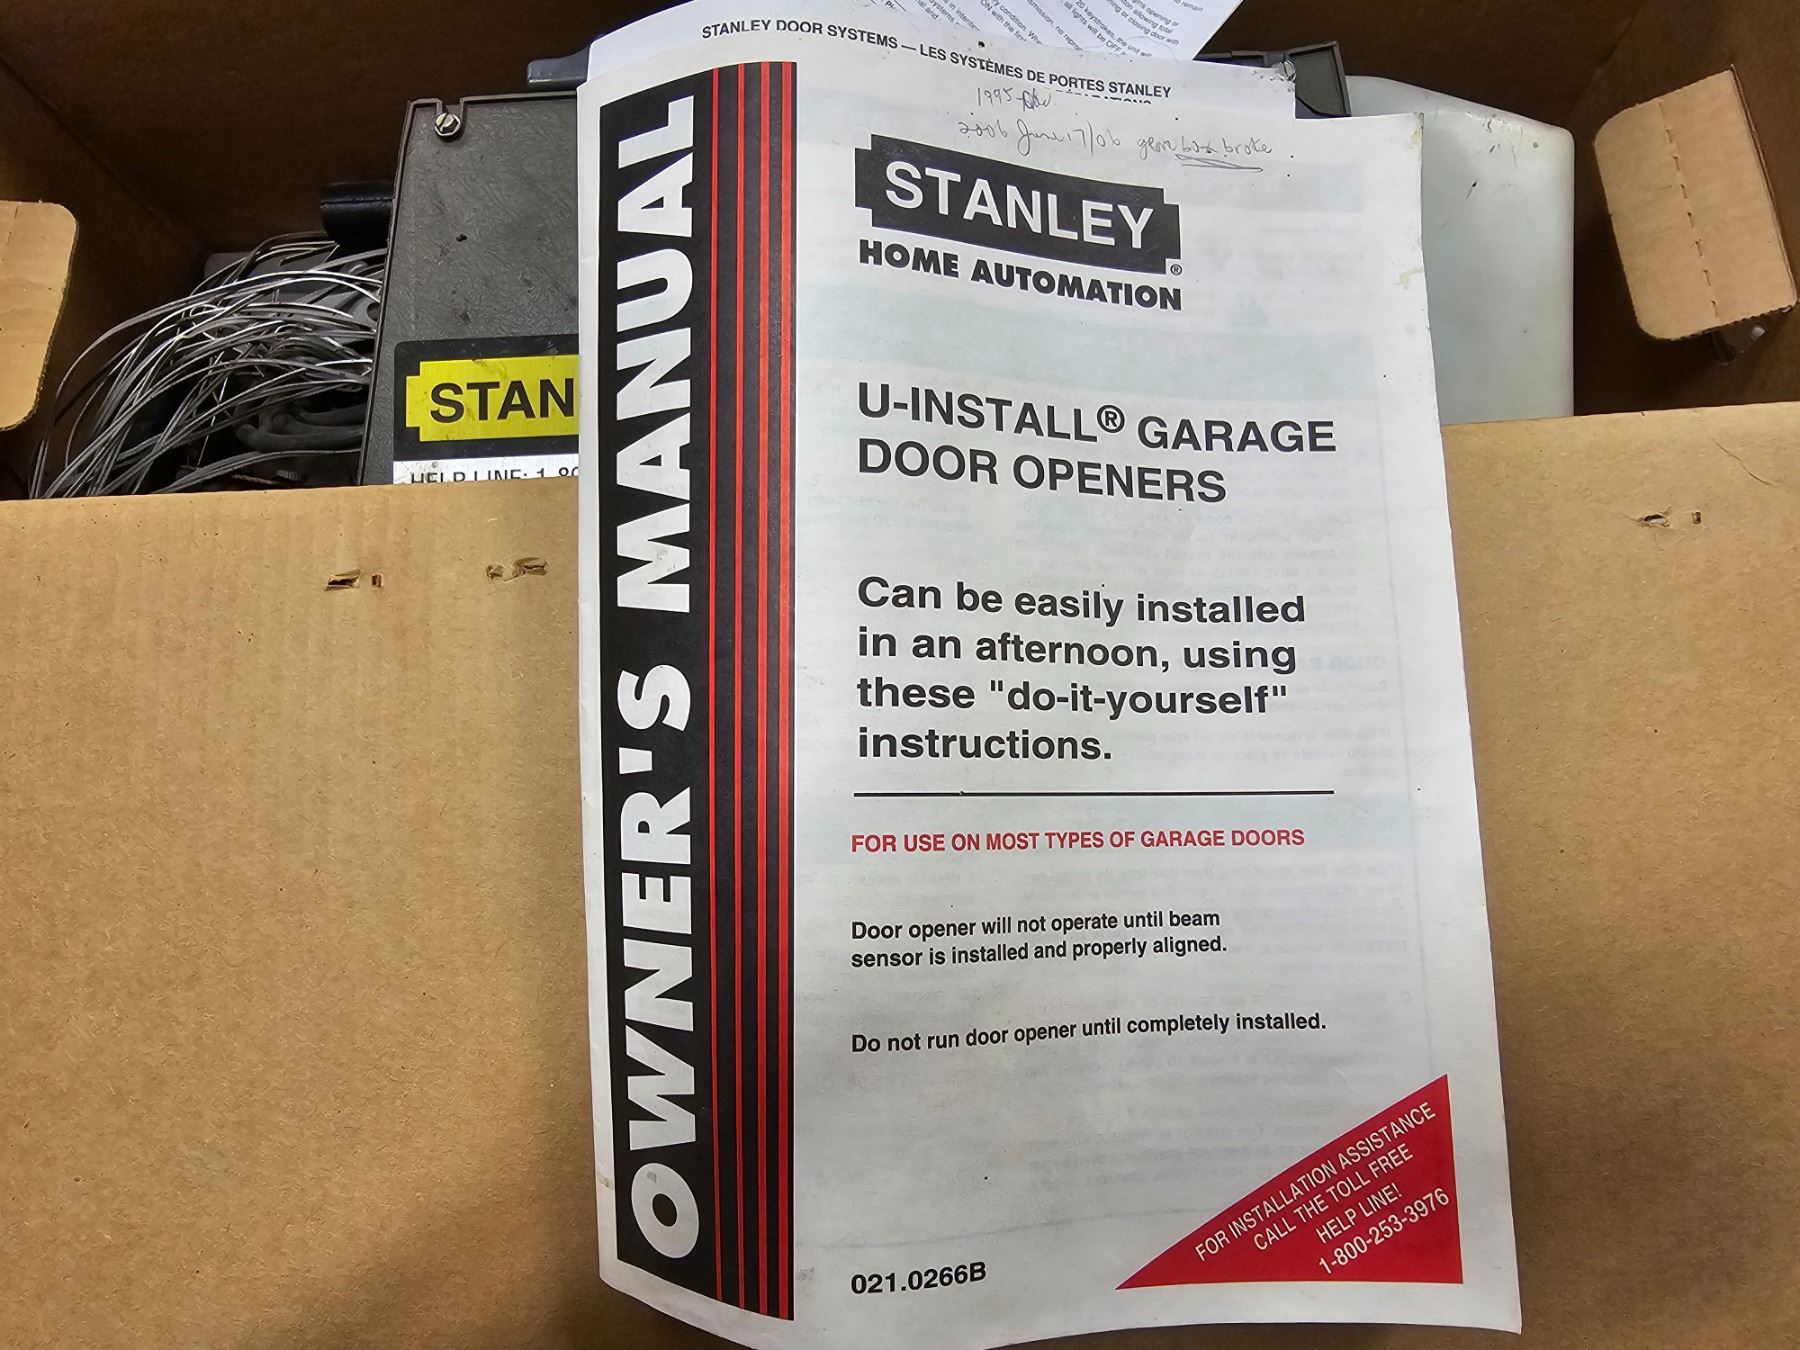 STANLEY DOOR SYSTEMS — LES SYSTÈMES DE PORTES STANLEY
1995
2006 June 17/06 gear box broke
OWNER'S MANUAL
STANLEY®
HOME AUTOMATION
U-INSTALL® GARAGE
DOOR OPENERS
Can be easily installed
in an afternoon, using
these "do-it-yourself"
instructions.
FOR USE ON MOST TYPES OF GARAGE DOORS
Door opener will not operate until beam
sensor is installed and properly aligned.
Do not run door opener until completely installed.
021.0266B
FOR INSTALLATION ASSISTANCE
CALL THE TOLL FREE
HELP LINE!
1-800-253-3976
STAN
HELP LINE: 1-80